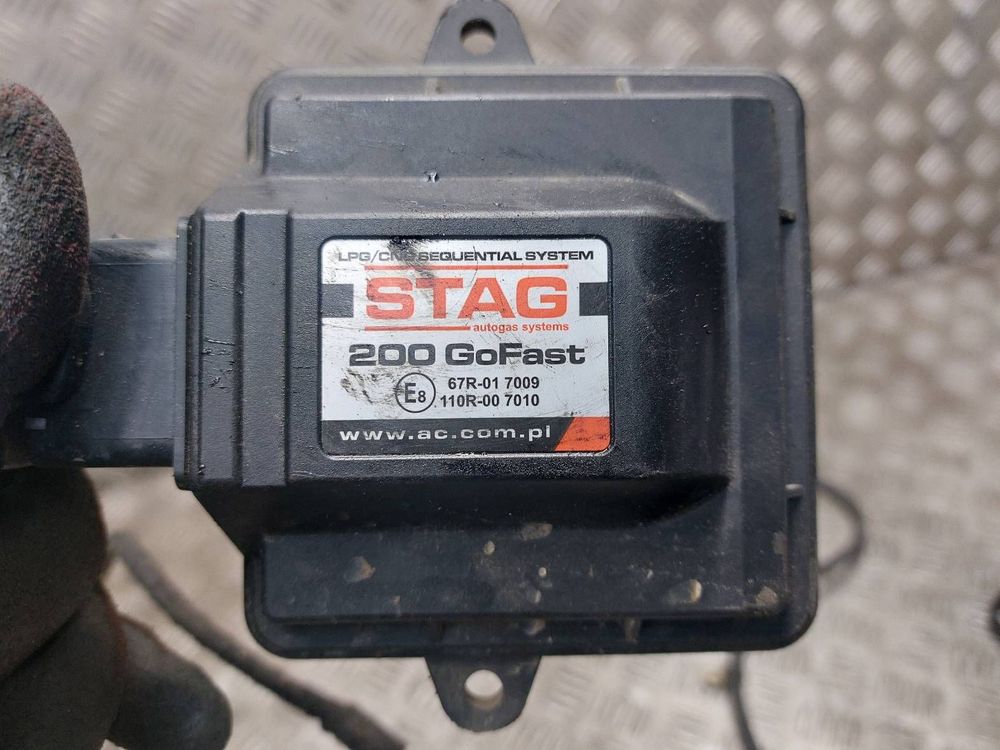 LPG/CNG SEQUENTIAL SYSTEM
STAG
autogas systems
200 GoFast
E8 67R-01 7009
110R-00 7010
www.ac.com.pl